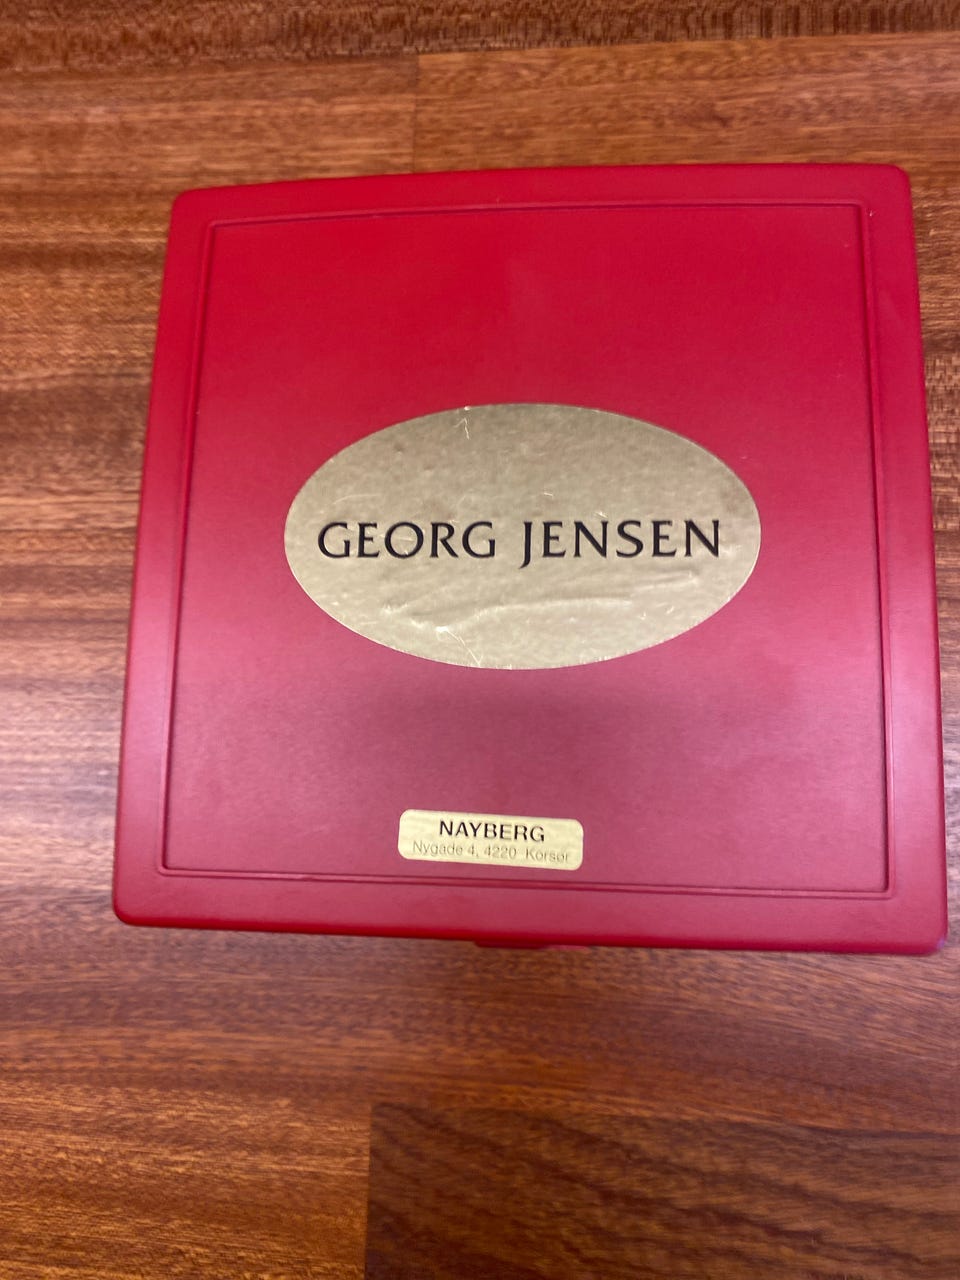 GEORG JENSEN
NAYBERG
Nygade 4, 4220 Korsør